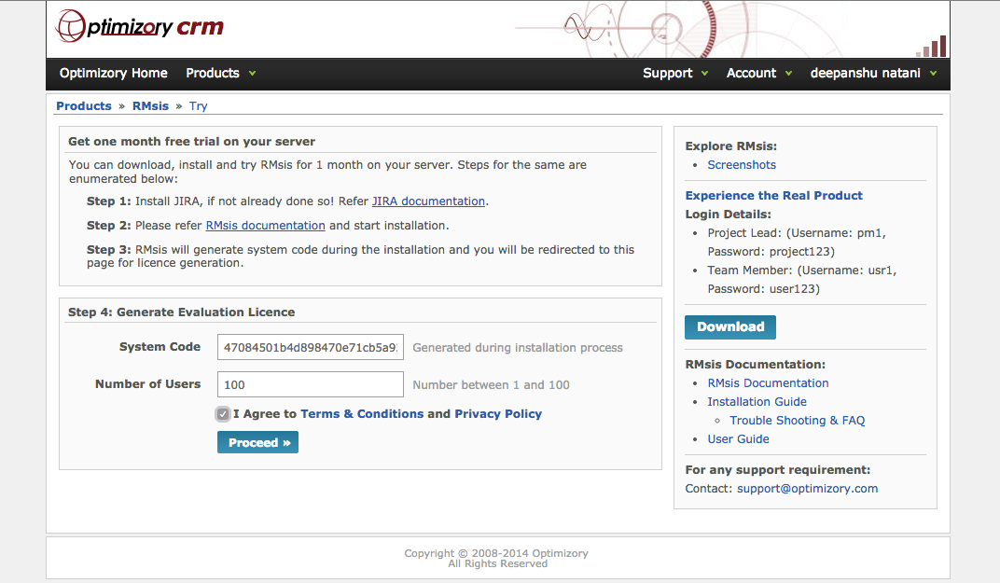 Optimizory crm
Optimizory Home Products Support Account deepanshu natani
Products » RMsis » Try
Get one month free trial on your server
You can download, install and try RMsis for 1 month on your server. Steps for the same are
enumerated below:
Step 1: Install JIRA, if not already done so! Refer JIRA documentation.
Step 2: Please refer RMsis documentation and start installation.
Step 3: RMsis will generate system code during the installation and you will be redirected to this
page for licence generation.
Step 4: Generate Evaluation Licence
System Code 47084501b4d898470e71cb5a9 Generated during installation process
Number of Users 100 Number between 1 and 100
I Agree to Terms & Conditions and Privacy Policy
Proceed »
Explore RMsis:
• Screenshots
Experience the Real Product
Login Details:
• Project Lead: (Username: pm1,
Password: project123)
• Team Member: (Username: usr1,
Password: user123)
Download
RMsis Documentation:
• RMsis Documentation
• Installation Guide
◦ Trouble Shooting & FAQ
• User Guide
For any support requirement:
Contact: support@optimizory.com
Copyright © 2008-2014 Optimizory
All Rights Reserved